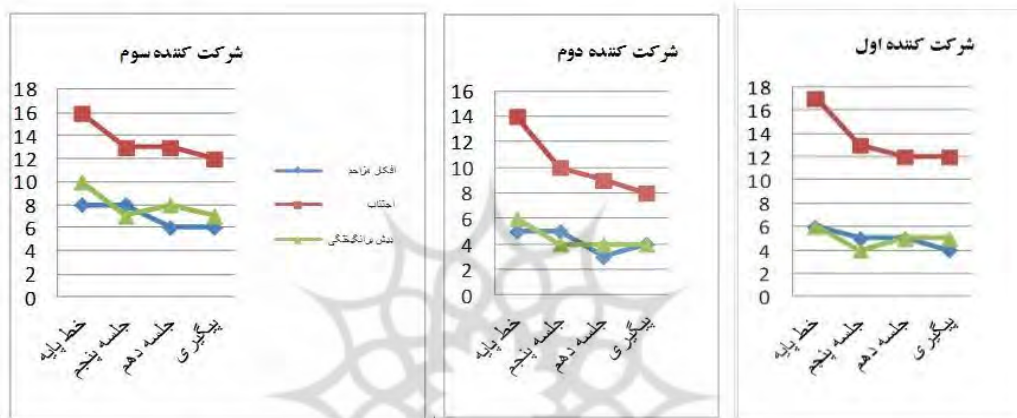 شرکت کننده اول
18
16
14
12
10
8
6
4
2
0
خط پایه
جلسه پنجم
جلسه دهم
پیگیری
شرکت کننده دوم
16
14
12
10
8
6
4
2
0
خط پایه
جلسه پنجم
جلسه دهم
پیگیری
شرکت کننده سوم
18
16
14
12
10
8
6
4
2
0
خط پایه
جلسه پنجم
جلسه دهم
پیگیری
افکار مزاحم
اجتناب
بیش برانگیختگی